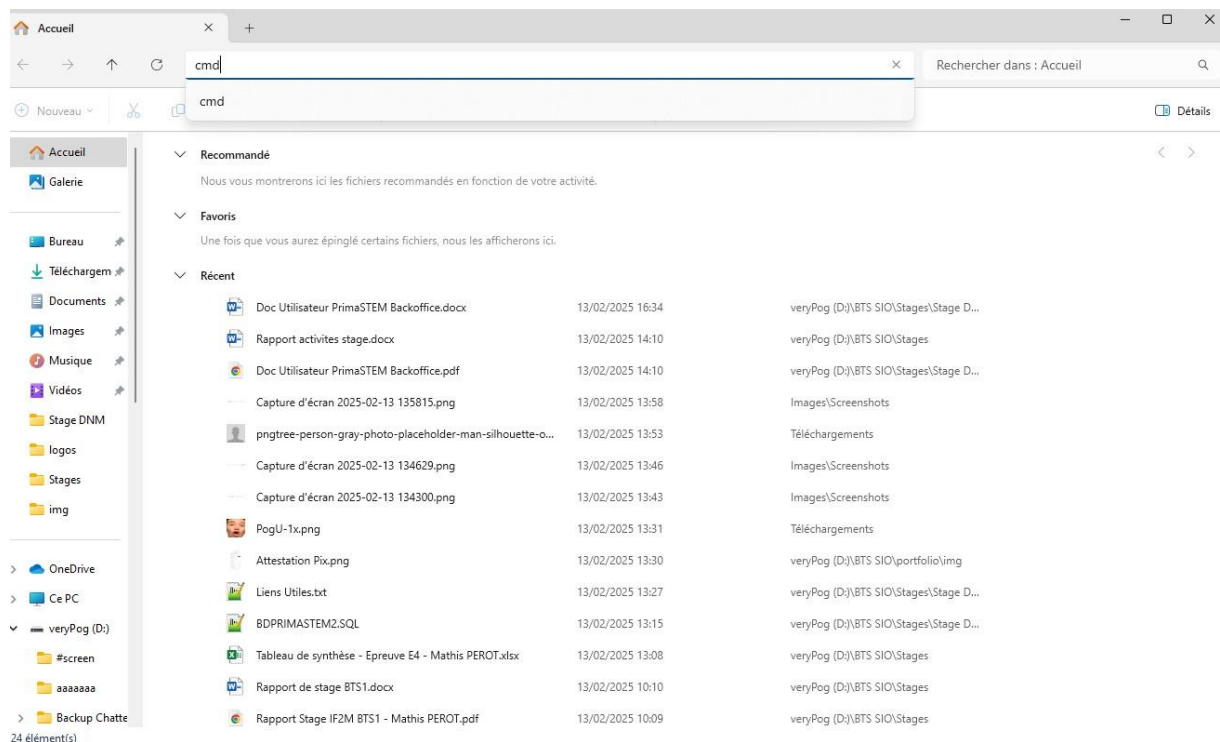 Accueil
cmd
Rechercher dans : Accueil
Nouveau
cmd
Détails
Accueil
Galerie
Bureau
Téléchargem
Documents
Images
Musique
Vidéos
Stage DNM
logos
Stages
img
OneDrive
Ce PC
veryPog (D:)
#screen
aaaaaaa
Backup Chatte
24 élément(s)
Recommandé
Nous vous montrerons ici les fichiers recommandés en fonction de votre activité.
Favoris
Une fois que vous aurez épinglé certains fichiers, nous les afficherons ici.
Récent
Doc Utilisateur PrimaSTEM Backoffice.docx 13/02/2025 16:34 veryPog (D:)\BTS SIO\Stages\Stage D...
Rapport activites stage.docx 13/02/2025 14:10 veryPog (D:)\BTS SIO\Stages
Doc Utilisateur PrimaSTEM Backoffice.pdf 13/02/2025 14:10 veryPog (D:)\BTS SIO\Stages\Stage D...
Capture d'écran 2025-02-13 135815.png 13/02/2025 13:58 Images\Screenshots
pngtree-person-gray-photo-placeholder-man-silhouette-o... 13/02/2025 13:53 Téléchargements
Capture d'écran 2025-02-13 134629.png 13/02/2025 13:46 Images\Screenshots
Capture d'écran 2025-02-13 134300.png 13/02/2025 13:43 Images\Screenshots
PogU-1x.png 13/02/2025 13:31 Téléchargements
Attestation Pix.png 13/02/2025 13:30 veryPog (D:)\BTS SIO\portfolio\img
Liens Utiles.txt 13/02/2025 13:27 veryPog (D:)\BTS SIO\Stages\Stage D...
BDPRIMASTEM2.SQL 13/02/2025 13:15 veryPog (D:)\BTS SIO\Stages\Stage D...
Tableau de synthèse - Epreuve E4 - Mathis PEROT.xlsx 13/02/2025 13:08 veryPog (D:)\BTS SIO\Stages
Rapport de stage BTS1.docx 13/02/2025 10:10 veryPog (D:)\BTS SIO\Stages
Rapport Stage IF2M BTS1 - Mathis PEROT.pdf 13/02/2025 10:09 veryPog (D:)\BTS SIO\Stages